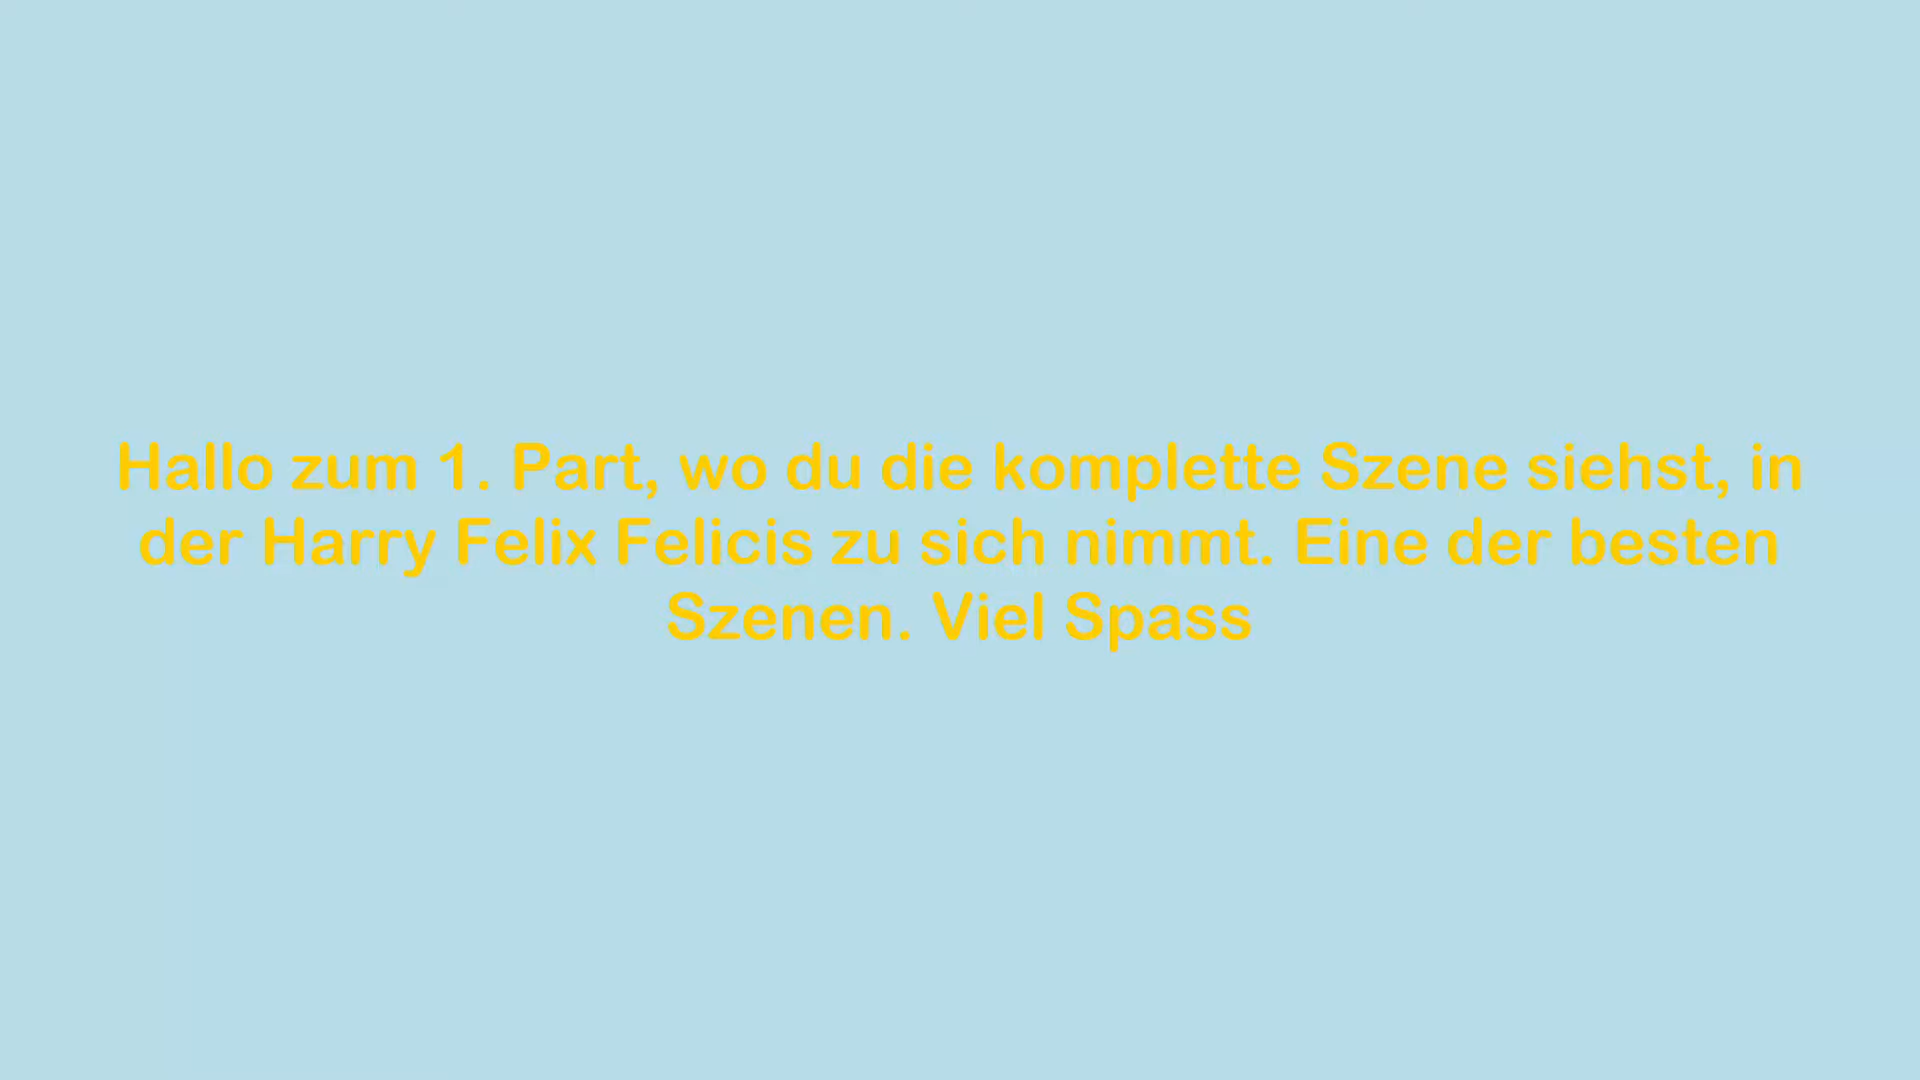 Hallo zum 1. Part, wo du die komplette Szene siehst, in
der Harry Felix Felicis zu sich nimmt. Eine der besten
Szenen. Viel Spass